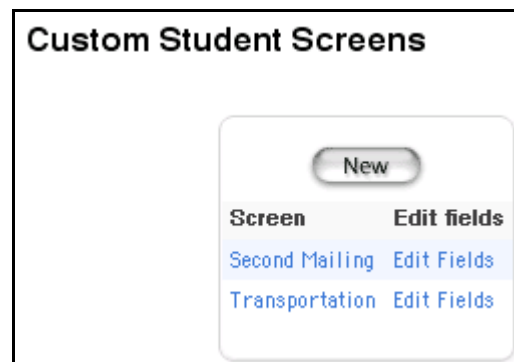 Custom Student Screens
New
Screen Edit fields
Second Mailing Edit Fields
Transportation Edit Fields